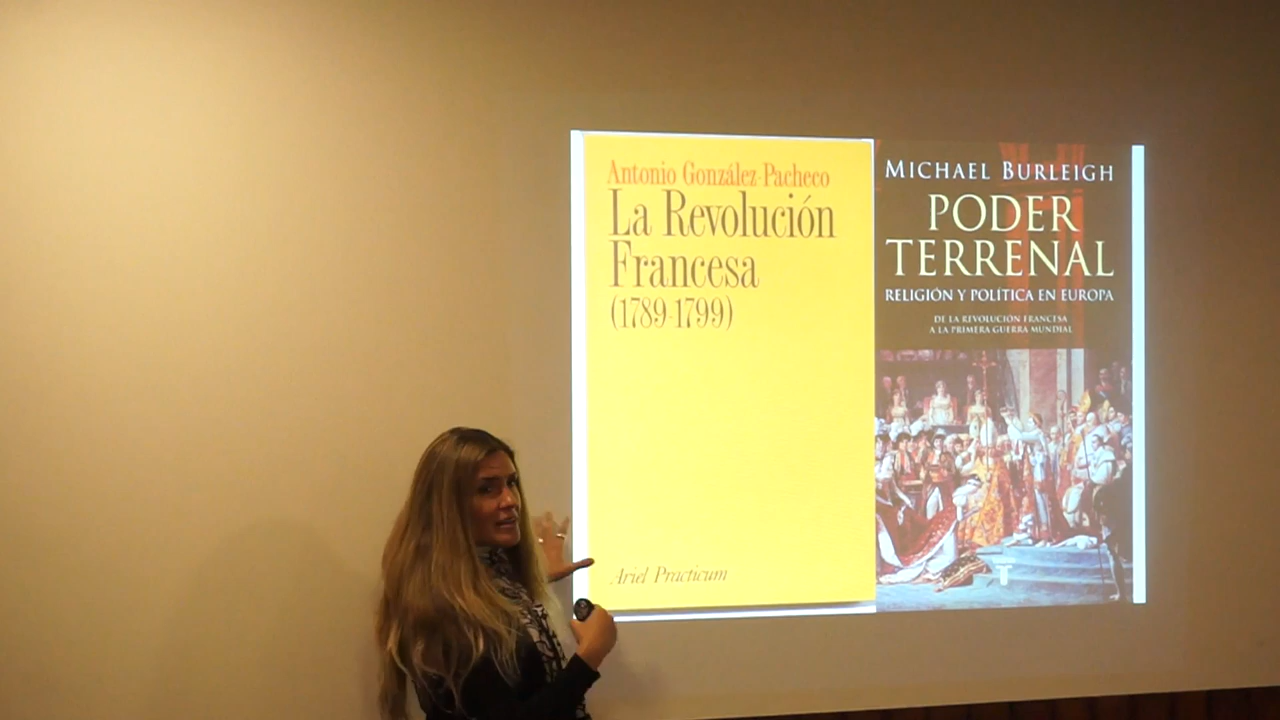 Antonio González-Pacheco
La Revolución
Francesa
(1789-1799)
Ariel Practicum
MICHAEL BURLEIGH
PODER
TERRENAL
RELIGIÓN Y POLÍTICA EN EUROPA
DE LA REVOLUCIÓN FRANCESA
A LA PRIMERA GUERRA MUNDIAL
T